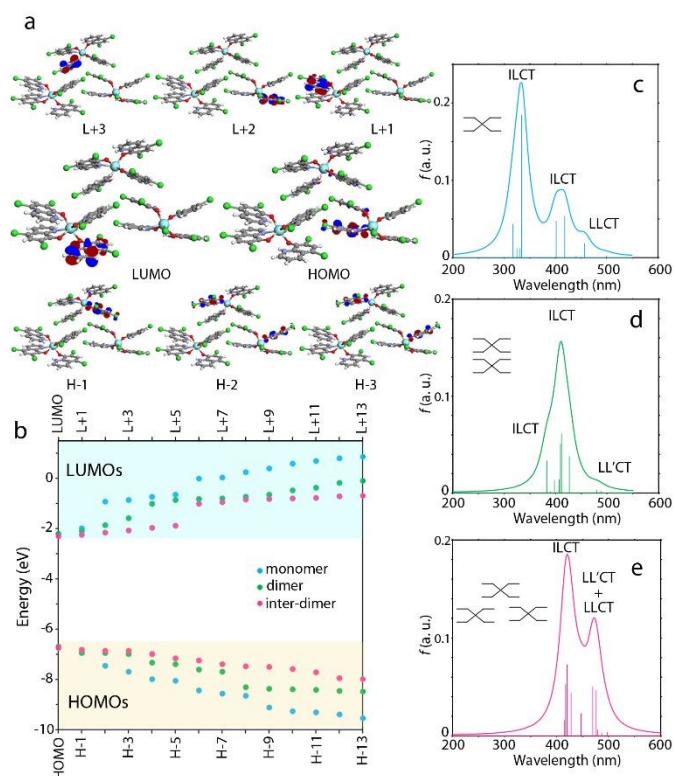 a
L+3
L+2
L+1
LUMO
HOMO
H-1
H-2
H-3
b
LUMO
L+1
L+3
L+5
L+7
L+9
L+11
L+13
Energy (eV)
0
-2
-4
-6
-8
-10
LUMOs
monomer
dimer
inter-dimer
HOMOs
HOMO
H-1
H-3
H-5
H-7
H-9
H-11
H-13
c
ILCT
ILCT
LLCT
f (a. u.)
0.2
0.1
0
200
300
400
500
600
Wavelength (nm)
d
ILCT
ILCT
LL'CT
f (a. u.)
0.2
0.1
0
200
300
400
500
600
Wavelength (nm)
e
ILCT
LL'CT
+
LLCT
f (a. u.)
0.2
0.1
0
200
300
400
500
600
Wavelength (nm)